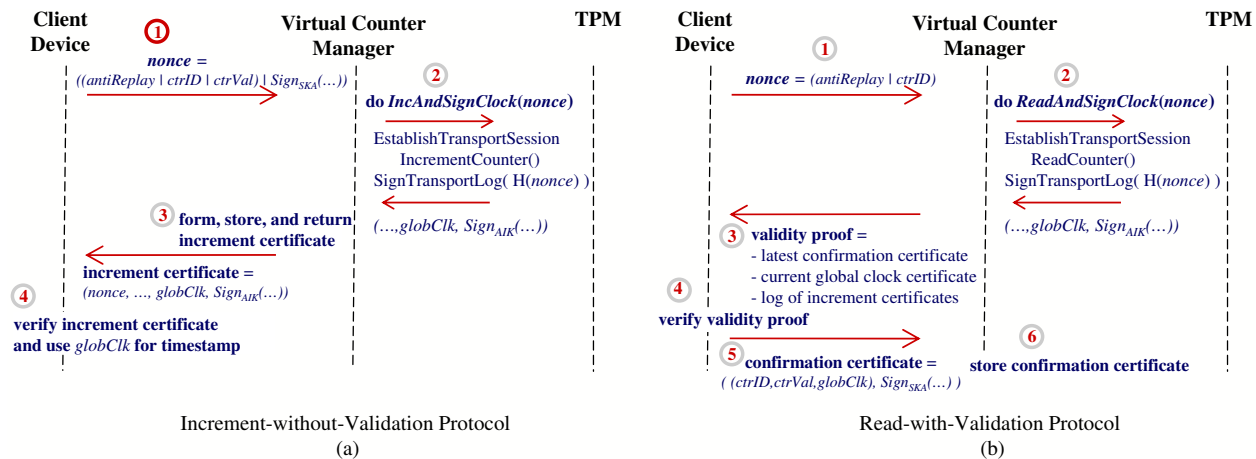 Client
Device
Virtual Counter
Manager
TPM
1
nonce =
((antiReplay | ctrID | ctrVal) | SignSKA(…))
2
do IncAndSignClock(nonce)
EstablishTransportSession
IncrementCounter()
SignTransportLog( H(nonce) )
(…,globClk, SignAIK(…))
3
form, store, and return
increment certificate
increment certificate =
(nonce, …, globClk, SignAIK(…))
4
verify increment certificate
and use globClk for timestamp
Increment-without-Validation Protocol
(a)
Client
Device
Virtual Counter
Manager
TPM
1
nonce = (antiReplay | ctrID)
2
do ReadAndSignClock(nonce)
EstablishTransportSession
ReadCounter()
SignTransportLog( H(nonce) )
(…,globClk, SignAIK(…))
3
validity proof =
- latest confirmation certificate
- current global clock certificate
- log of increment certificates
4
verify validity proof
5
confirmation certificate =
( (ctrID,ctrVal,globClk), SignSKA(…) )
6
store confirmation certificate
Read-with-Validation Protocol
(b)